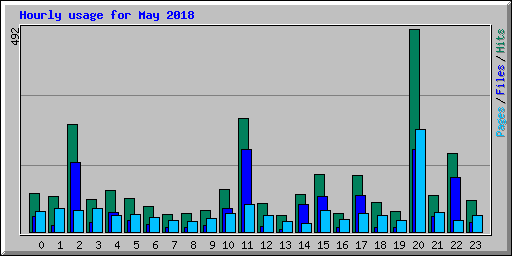 Hourly usage for May 2018
492
Pages / Files / Hits
0 1 2 3 4 5 6 7 8 9 10 11 12 13 14 15 16 17 18 19 20 21 22 23